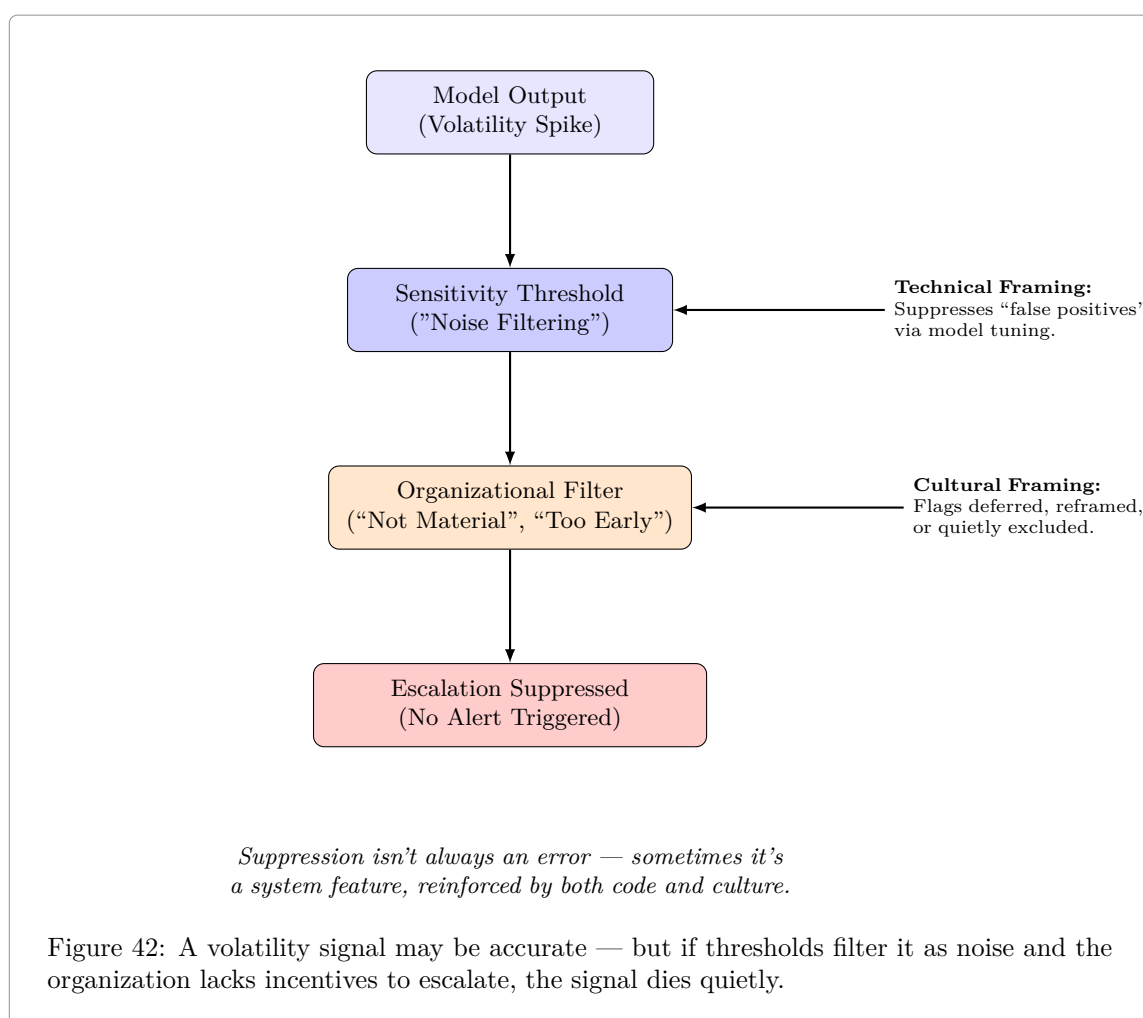 Model Output
(Volatility Spike)
Sensitivity Threshold
(”Noise Filtering”)
Technical Framing:
Suppresses “false positives”
via model tuning.
Organizational Filter
(“Not Material”, “Too Early”)
Cultural Framing:
Flags deferred, reframed,
or quietly excluded.
Escalation Suppressed
(No Alert Triggered)
Suppression isn’t always an error — sometimes it’s
a system feature, reinforced by both code and culture.
Figure 42: A volatility signal may be accurate — but if thresholds filter it as noise and the
organization lacks incentives to escalate, the signal dies quietly.